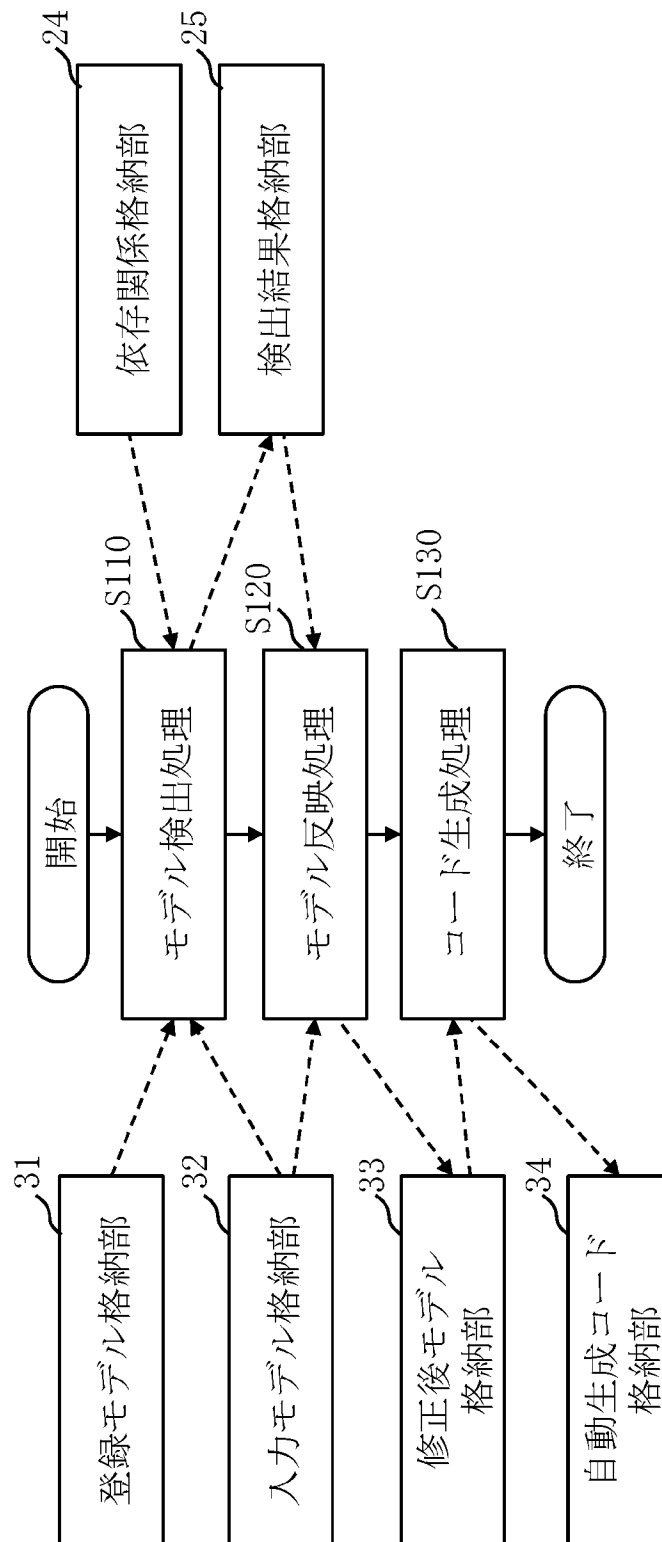 開始
モデル検出処理
S110
モデル反映処理
S120
コード生成処理
S130
終了
登録モデル格納部
31
入力モデル格納部
32
修正後モデル
格納部
33
自動生成コード
格納部
34
依存関係格納部
24
検出結果格納部
25